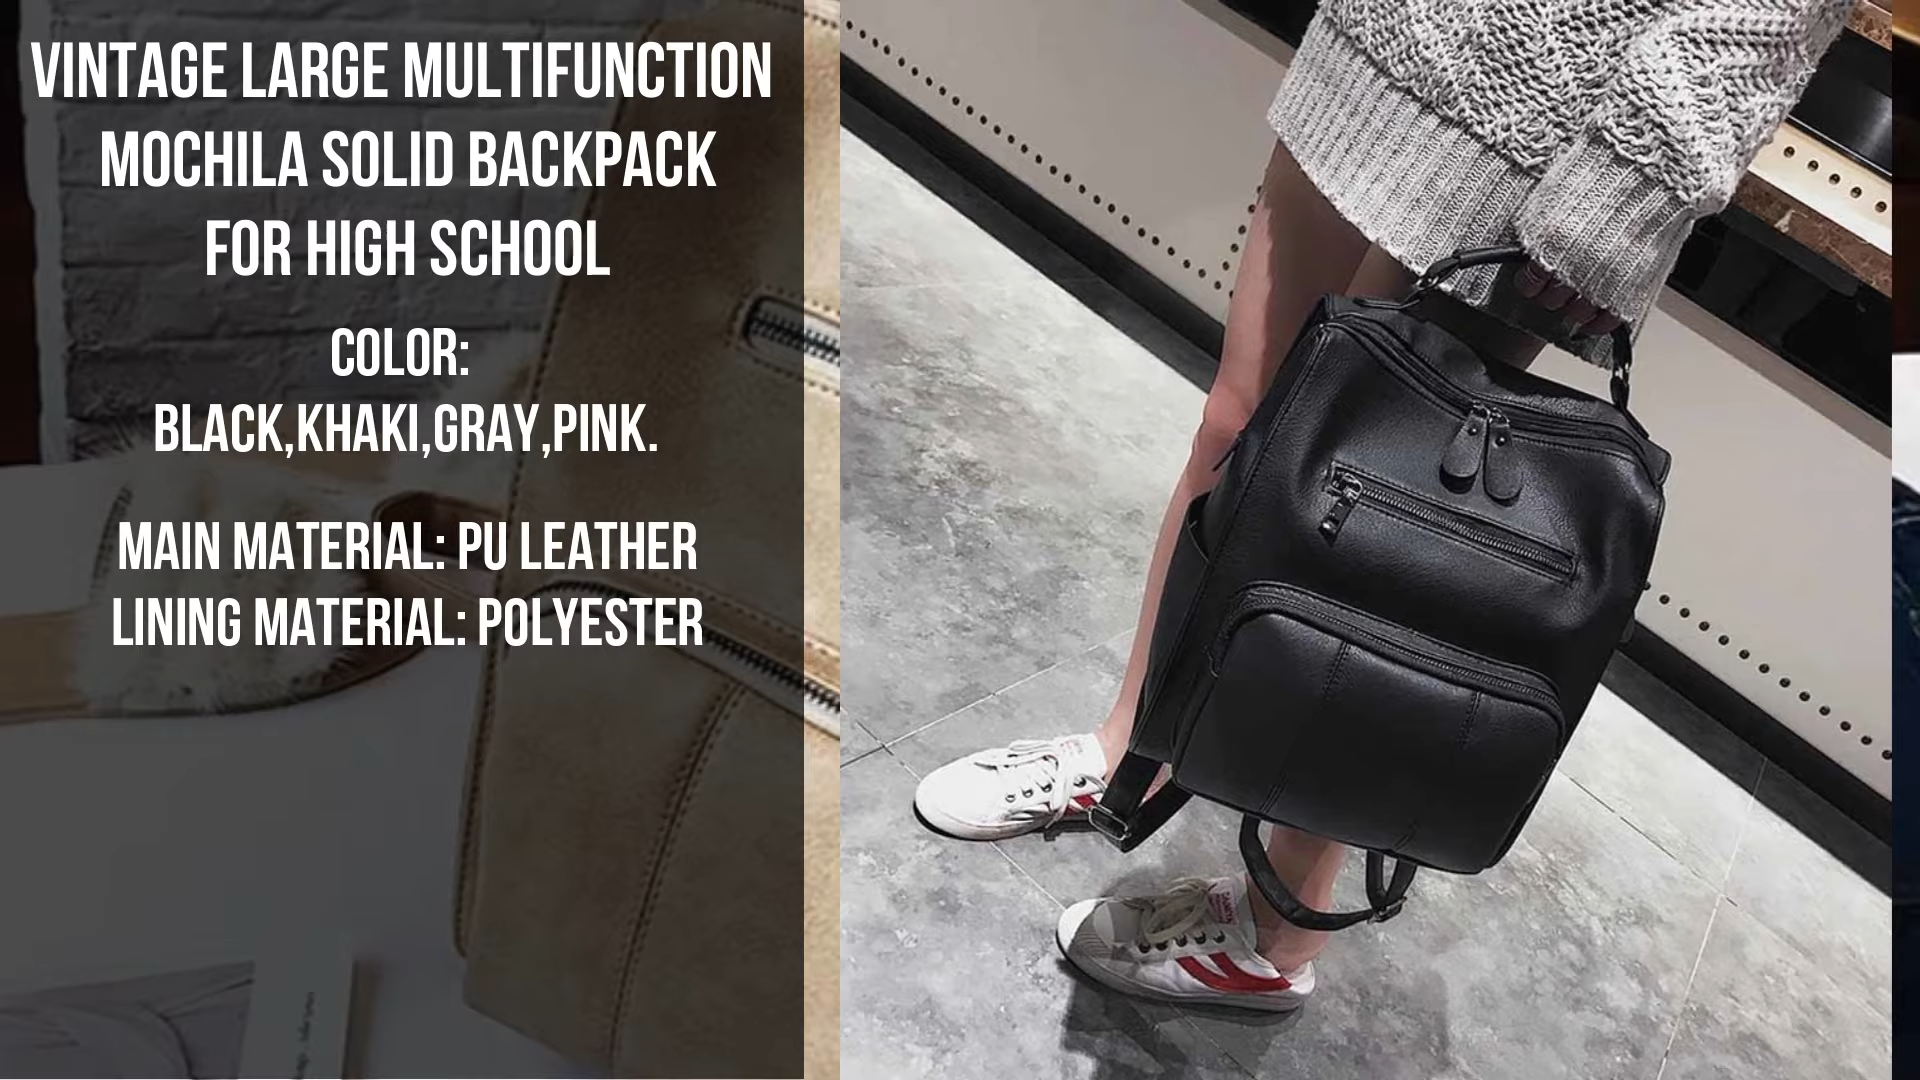 VINTAGE LARGE MULTIFUNCTION
MOCHILA SOLID BACKPACK
FOR HIGH SCHOOL
COLOR:
BLACK,KHAKI,GRAY,PINK.
MAIN MATERIAL: PU LEATHER
LINING MATERIAL: POLYESTER